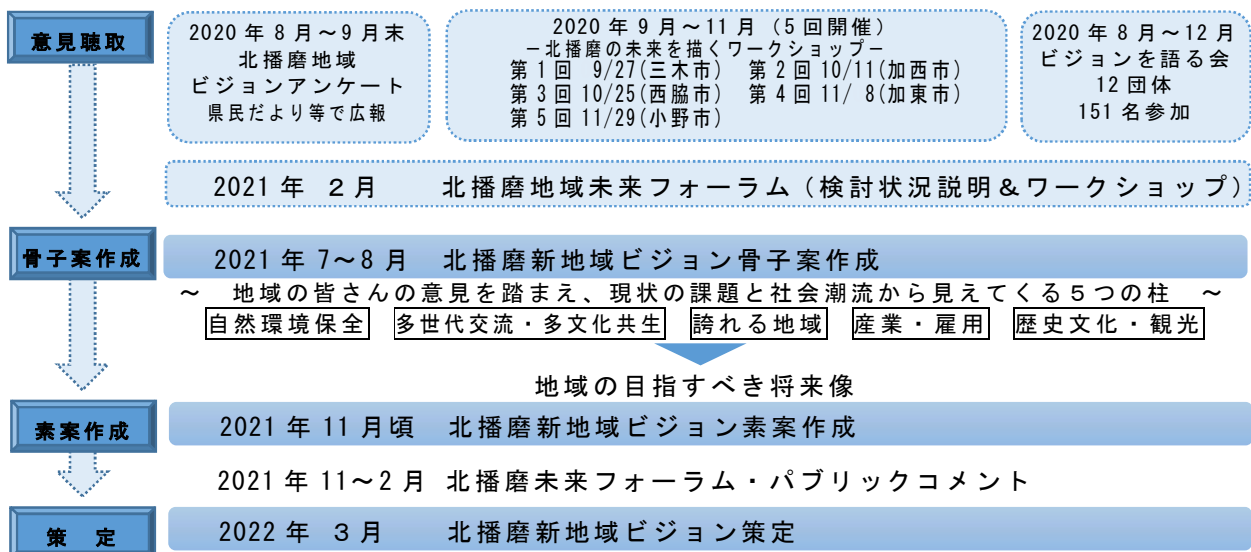 意見聴取
2020年8月～9月末
北播磨地域
ビジョンアンケート
県民だより等で広報
2020年9月～11月（5回開催）
－北播磨の未来を描くワークショップ－
第1回 9/27(三木市) 第2回 10/11(加西市)
第3回 10/25(西脇市) 第4回 11/ 8(加東市)
第5回 11/29(小野市)
2020年8月～12月
ビジョンを語る会
12団体
151名参加
2021年 2月 北播磨地域未来フォーラム（検討状況説明＆ワークショップ）
骨子案作成
2021年7～8月 北播磨新地域ビジョン骨子案作成
～ 地域の皆さんの意見を踏まえ、現状の課題と社会潮流から見えてくる５つの柱 ～
自然環境保全 多世代交流・多文化共生 誇れる地域 産業・雇用 歴史文化・観光
地域の目指すべき将来像
素案作成
2021年11月頃 北播磨新地域ビジョン素案作成
2021年11～2月 北播磨未来フォーラム・パブリックコメント
策 定
2022年 3月 北播磨新地域ビジョン策定